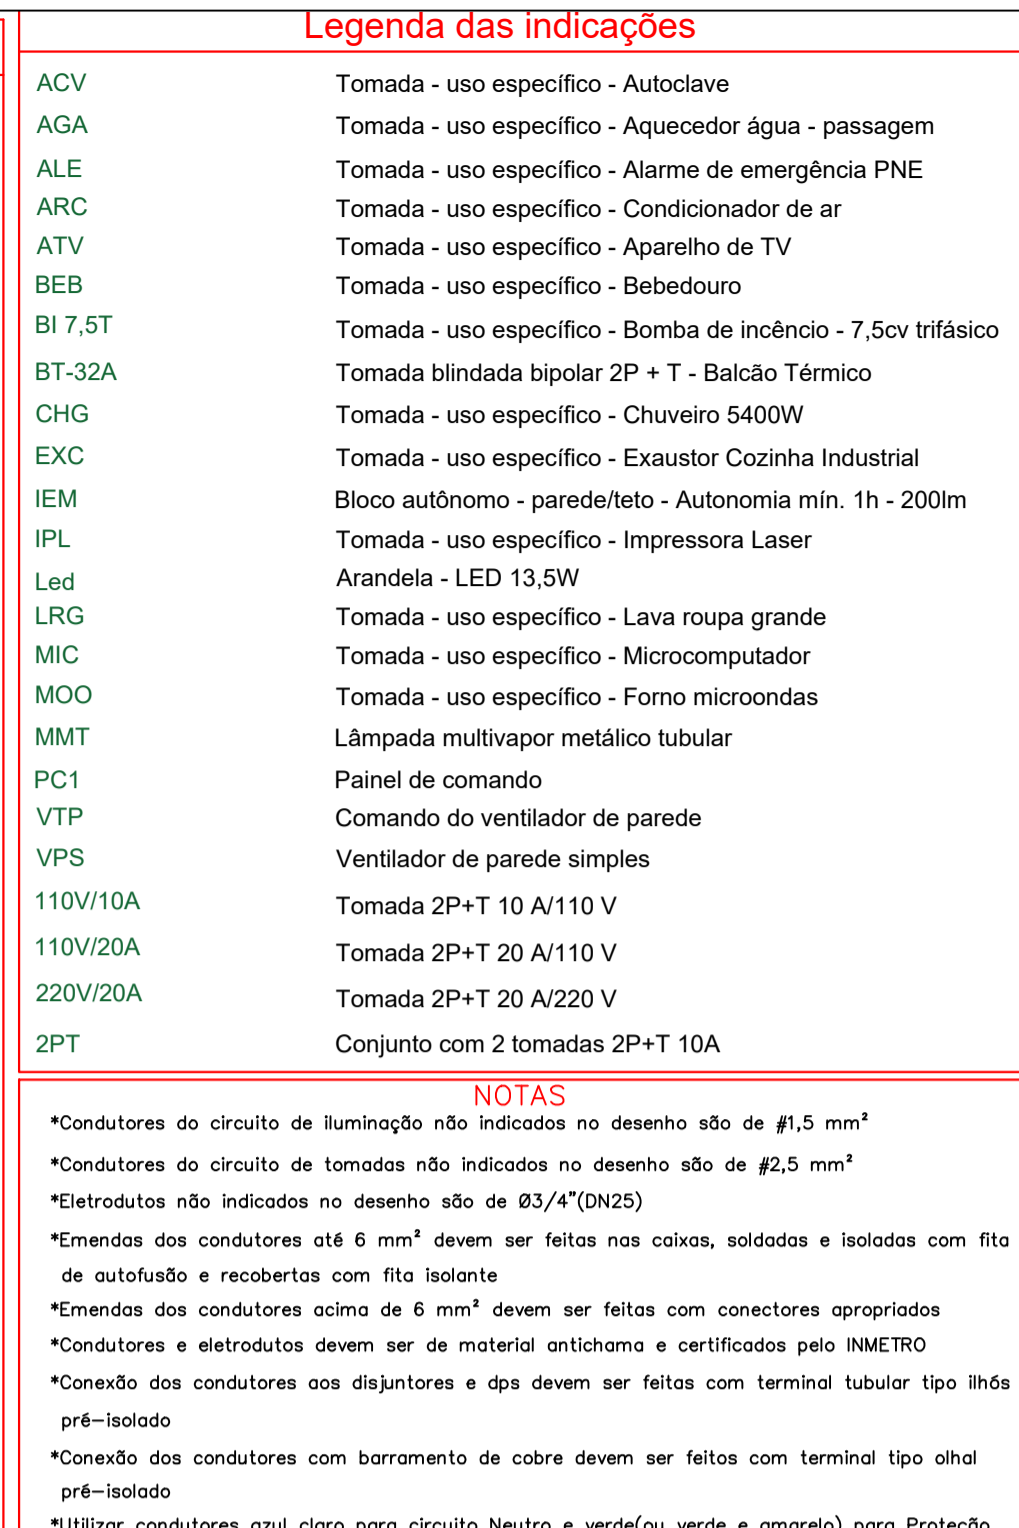 Legenda das indicações
ACV Tomada - uso específico - Autoclave
AGA Tomada - uso específico - Aquecedor água - passagem
ALE Tomada - uso específico - Alarme de emergência PNE
ARC Tomada - uso específico - Condicionador de ar
ATV Tomada - uso específico - Aparelho de TV
BEB Tomada - uso específico - Bebedouro
BI 7,5T Tomada - uso específico - Bomba de incêncio - 7,5cv trifásico
BT-32A Tomada blindada bipolar 2P + T - Balcão Térmico
CHG Tomada - uso específico - Chuveiro 5400W
EXC Tomada - uso específico - Exaustor Cozinha Industrial
IEM Bloco autônomo - parede/teto - Autonomia mín. 1h - 200lm
IPL Tomada - uso específico - Impressora Laser
Led Arandela - LED 13,5W
LRG Tomada - uso específico - Lava roupa grande
MIC Tomada - uso específico - Microcomputador
MOO Tomada - uso específico - Forno microondas
MMT Lâmpada multivapor metálico tubular
PC1 Painel de comando
VTP Comando do ventilador de parede
VPS Ventilador de parede simples
110V/10A Tomada 2P+T 10 A/110 V
110V/20A Tomada 2P+T 20 A/110 V
220V/20A Tomada 2P+T 20 A/220 V
2PT Conjunto com 2 tomadas 2P+T 10A
NOTAS
*Condutores do circuito de iluminação não indicados no desenho são de #1,5 mm²
*Condutores do circuito de tomadas não indicados no desenho são de #2,5 mm²
*Eletrodutos não indicados no desenho são de Ø3/4"(DN25)
*Emendas dos condutores até 6 mm² devem ser feitas nas caixas, soldadas e isoladas com fita
de autofusão e recobertas com fita isolante
*Emendas dos condutores acima de 6 mm² devem ser feitas com conectores apropriados
*Condutores e eletrodutos devem ser de material antichama e certificados pelo INMETRO
*Conexão dos condutores aos disjuntores e dps devem ser feitas com terminal tubular tipo ilhós
pré-isolado
*Conexão dos condutores com barramento de cobre devem ser feitos com terminal tipo olhal
pré-isolado
*Utilizar condutores azul claro para circuito Neutro e verde(ou verde e amarelo) para Proteção